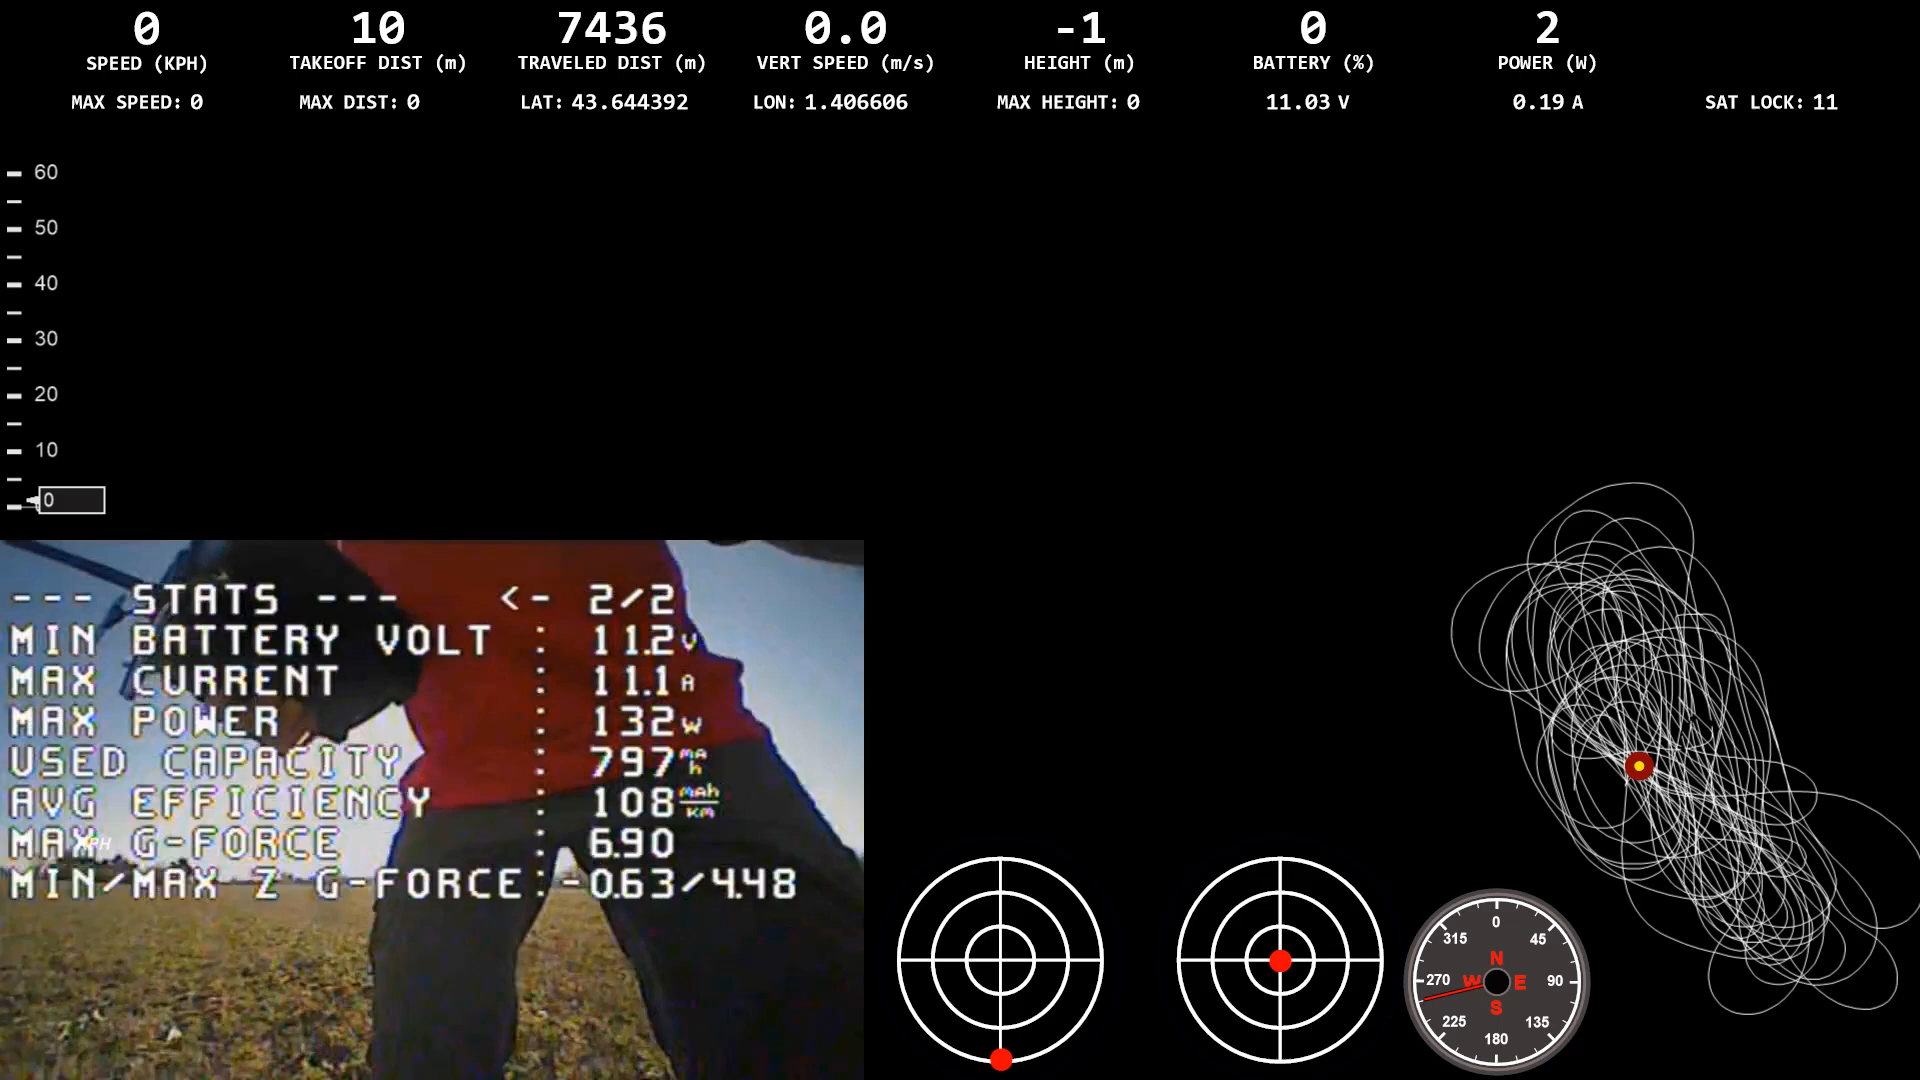 0 10 7436 0.0 -1 0 2
SPEED (KPH) TAKEOFF DIST (m) TRAVELED DIST (m) VERT SPEED (m/s) HEIGHT (m) BATTERY (%) POWER (W)
MAX SPEED: 0 MAX DIST: 0 LAT: 43.644392 LON: 1.406606 MAX HEIGHT: 0 11.03 V 0.19 A SAT LOCK: 11
60
50
40
30
20
10
0
--- STATS --- <- 2/2
MIN BATTERY VOLT : 11.2V
MAX CURRENT : 11.1A
MAX POWER : 132W
USED CAPACITY : 797mAh
AVG EFFICIENCY : 108mAh/KM
MAX G-FORCE : 6.90
MIN/MAX Z G-FORCE:-0.63/4.48
0
315 45
N
270 W E 90
S
225 135
180